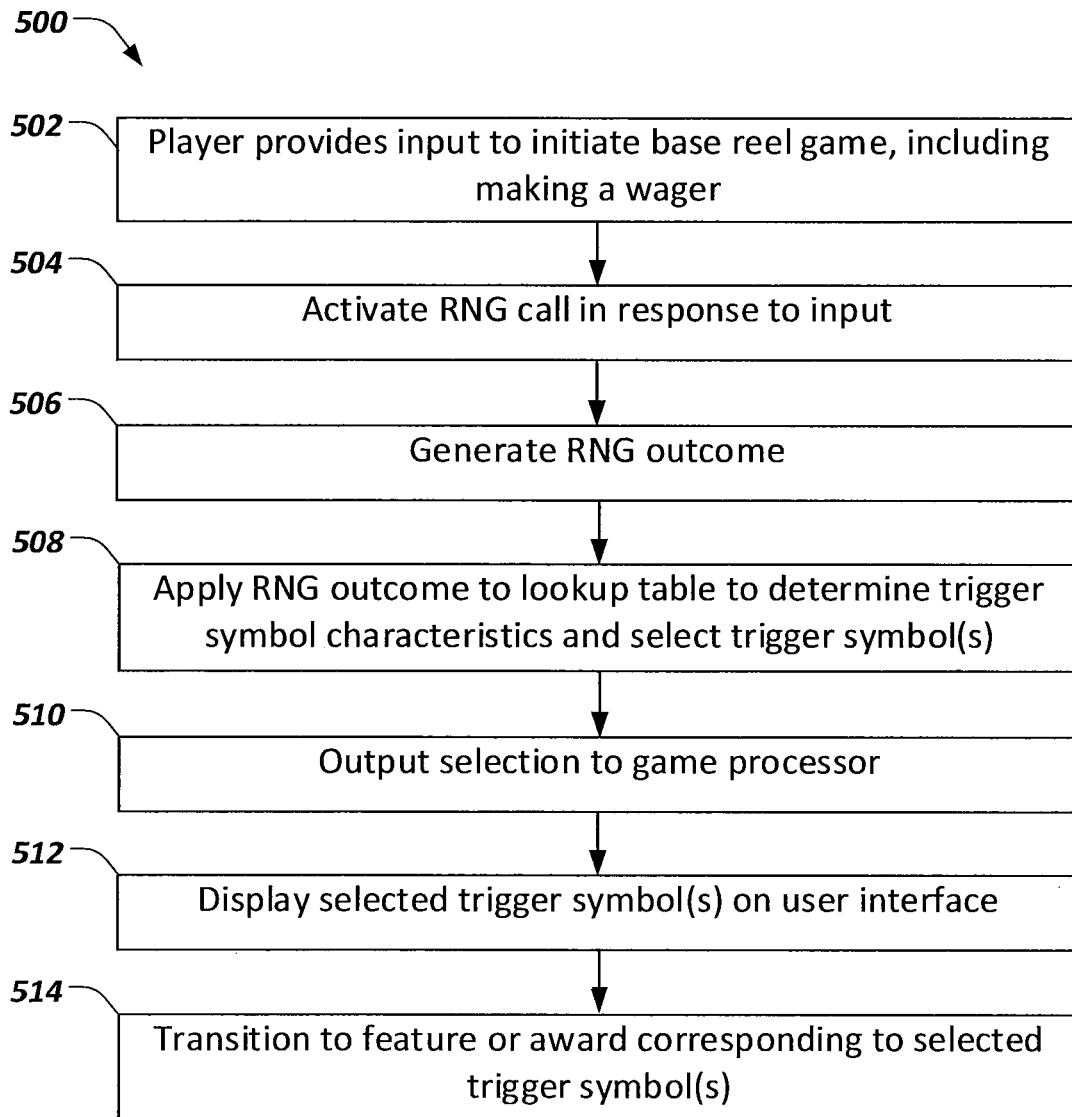 500
502
Player provides input to initiate base reel game, including
making a wager
504
Activate RNG call in response to input
506
Generate RNG outcome
508
Apply RNG outcome to lookup table to determine trigger
symbol characteristics and select trigger symbol(s)
510
Output selection to game processor
512
Display selected trigger symbol(s) on user interface
514
Transition to feature or award corresponding to selected
trigger symbol(s)